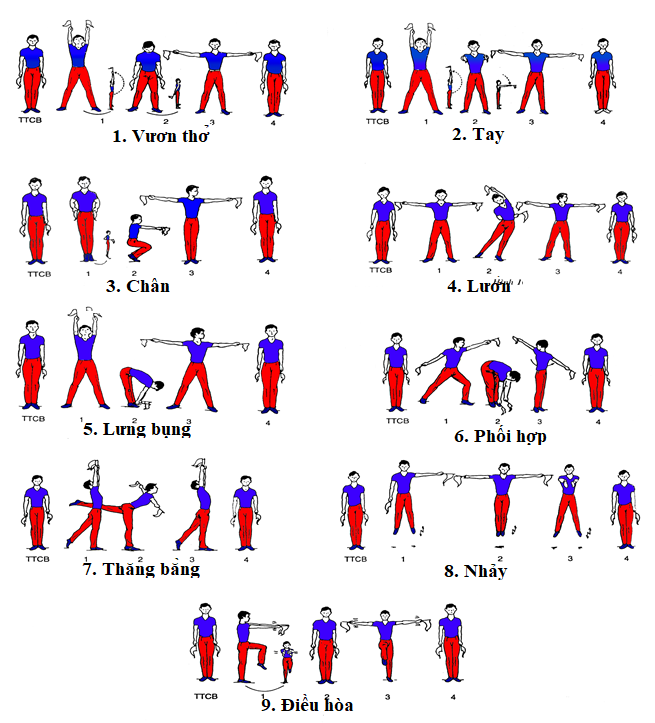 TTCB 1 2 3 4
1. Vươn thở
TTCB 1 2 3 4
2. Tay
TTCB 1 2 3 4
3. Chân
TTCB 1 2 3 4
4. Lườn
TTCB 1 2 3 4
5. Lưng bụng
TTCB 1 2 3 4
6. Phối hợp
TTCB 1 2 3 4
7. Thăng bằng
TTCB 1 2 3 4
8. Nhảy
TTCB 1 2 3 4
9. Điều hòa